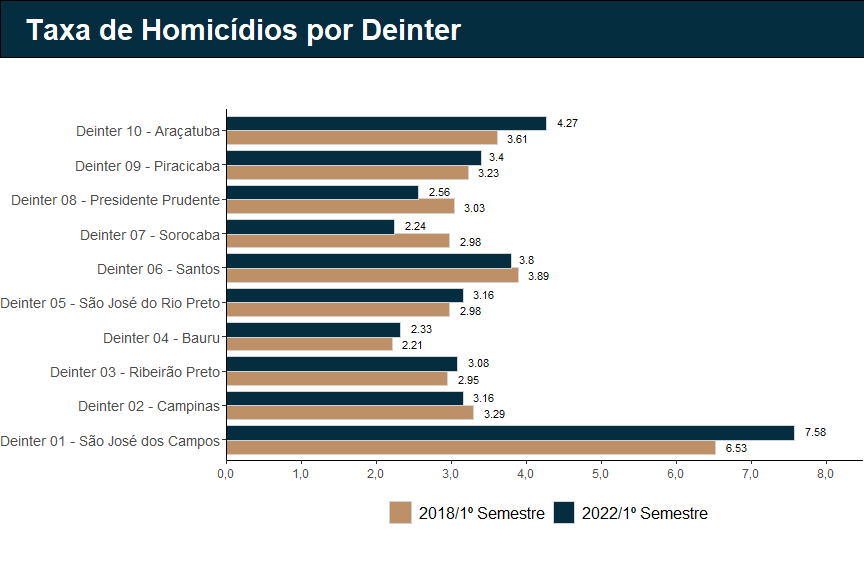 Taxa de Homicídios por Deinter
Deinter 10 - Araçatuba
4.27
3.61
Deinter 09 - Piracicaba
3.4
3.23
Deinter 08 - Presidente Prudente
2.56
3.03
Deinter 07 - Sorocaba
2.24
2.98
Deinter 06 - Santos
3.8
3.89
Deinter 05 - São José do Rio Preto
3.16
2.98
Deinter 04 - Bauru
2.33
2.21
Deinter 03 - Ribeirão Preto
3.08
2.95
Deinter 02 - Campinas
3.16
3.29
Deinter 01 - São José dos Campos
7.58
6.53
0,0 1,0 2,0 3,0 4,0 5,0 6,0 7,0 8,0
2018/1º Semestre 2022/1º Semestre